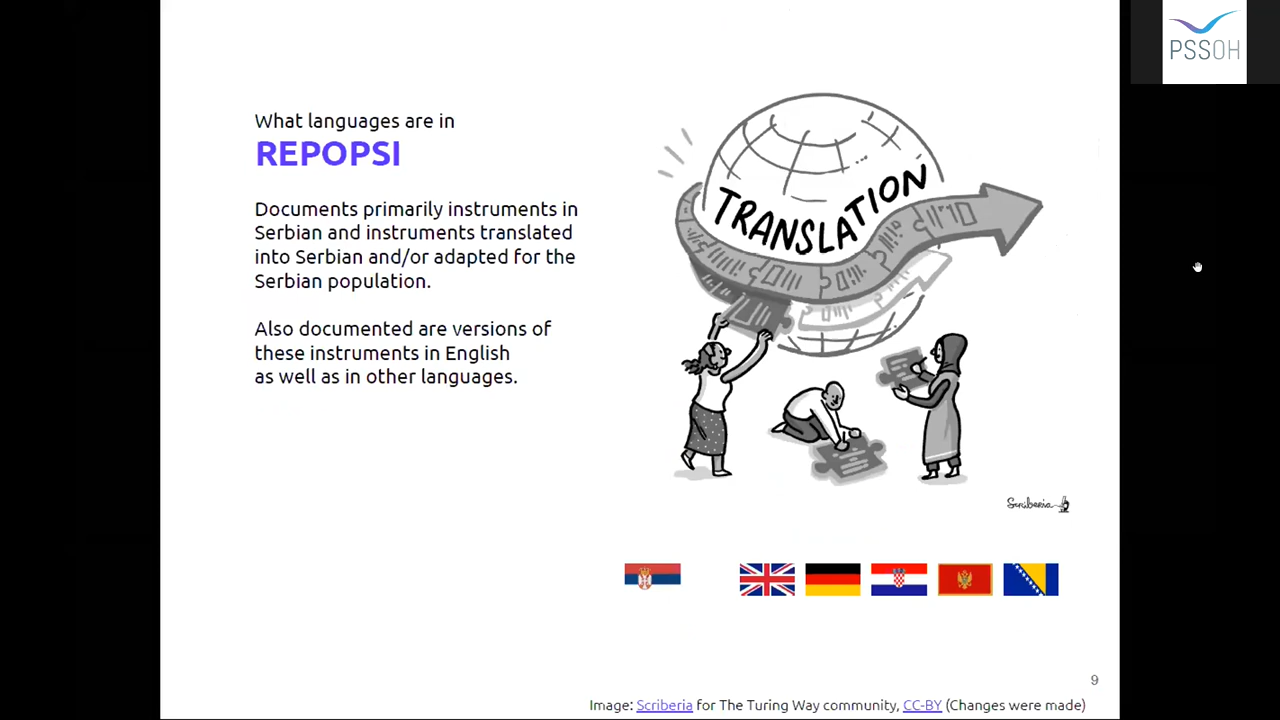 PSSOH
What languages are in
REPOPSI
Documents primarily instruments in
Serbian and instruments translated
into Serbian and/or adapted for the
Serbian population.
Also documented are versions of
these instruments in English
as well as in other languages.
TRANSLATION
Scriberia
9
Image: Scriberia for The Turing Way community, CC-BY (Changes were made)